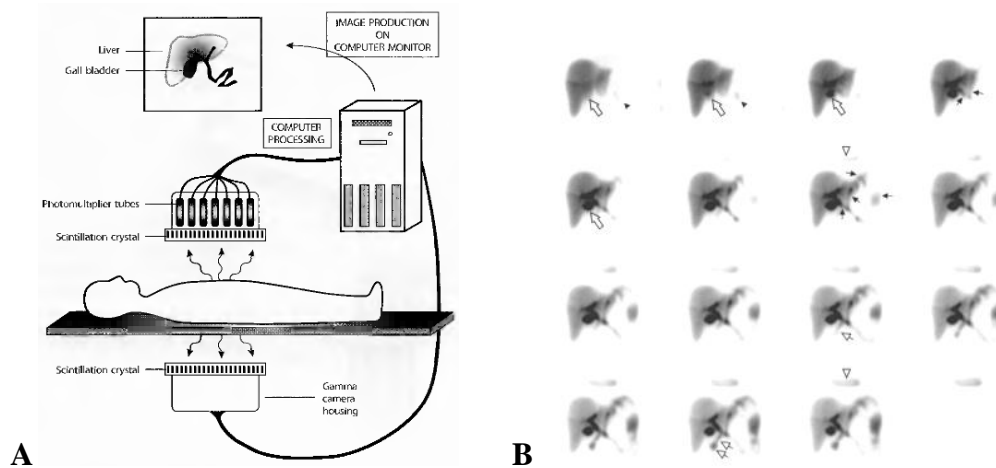 IMAGE PRODUCTION
ON
COMPUTER MONITOR
Liver
Gall bladder
COMPUTER
PROCESSING
Photomultiplier tubes
Scintillation crystal
Scintillation crystal
Gamma
camera
housing
A
B